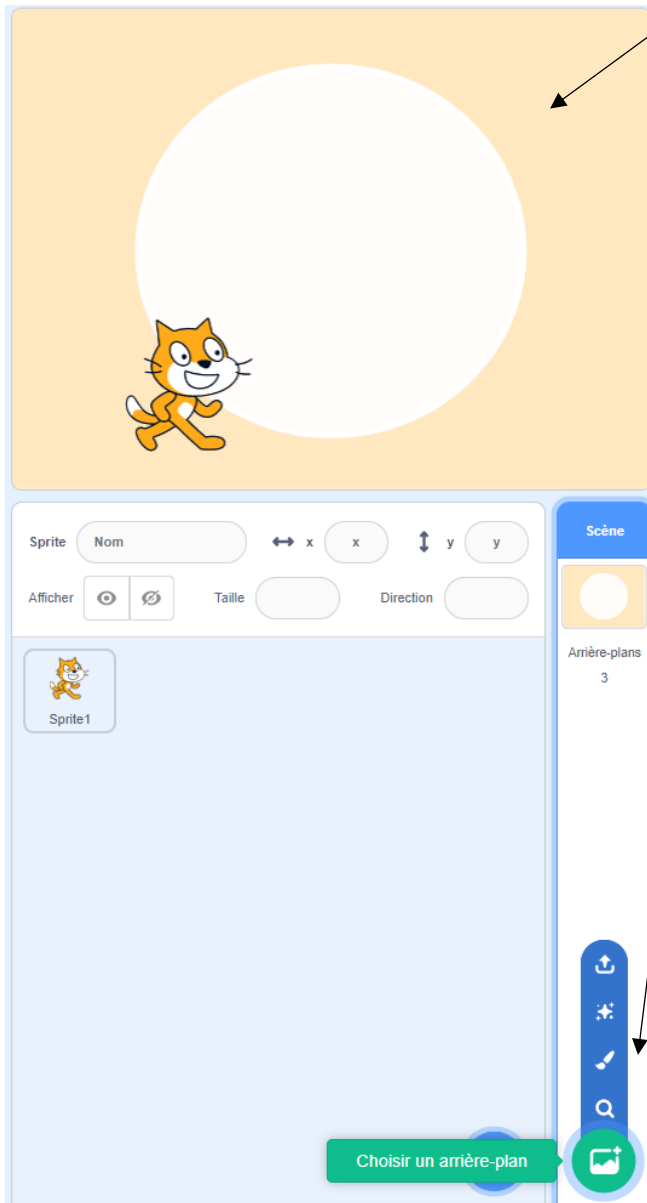 Sprite Nom x x y y
Scène
Afficher Taille Direction
Arrière-plans
3
Sprite1
Choisir un arrière-plan